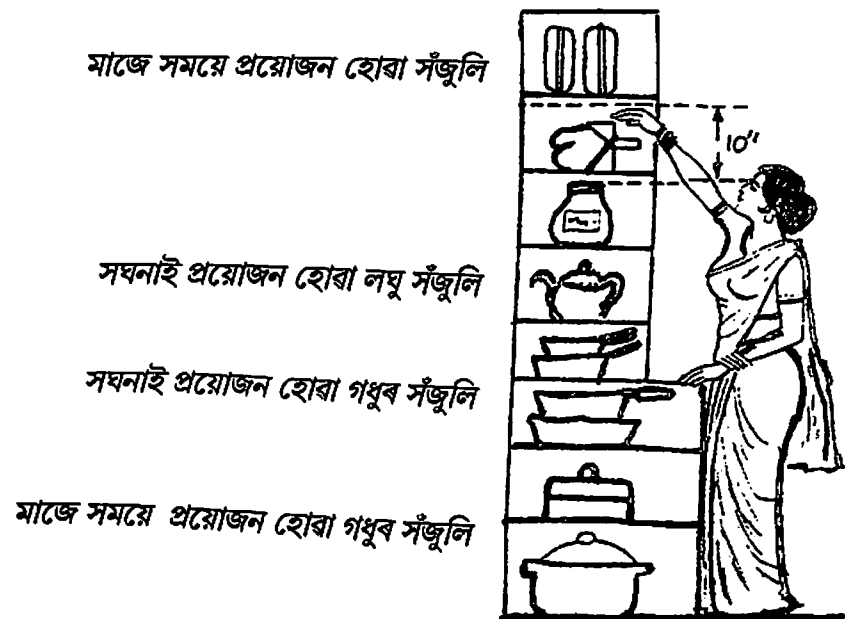 মাজে সময়ে প্ৰয়োজন হোৱা সঁজুলি
10"
সঘনাই প্ৰয়োজন হোৱা লঘু সঁজুলি
সঘনাই প্ৰয়োজন হোৱা গধুৰ সঁজুলি
মাজে সময়ে প্ৰয়োজন হোৱা গধুৰ সঁজুলি